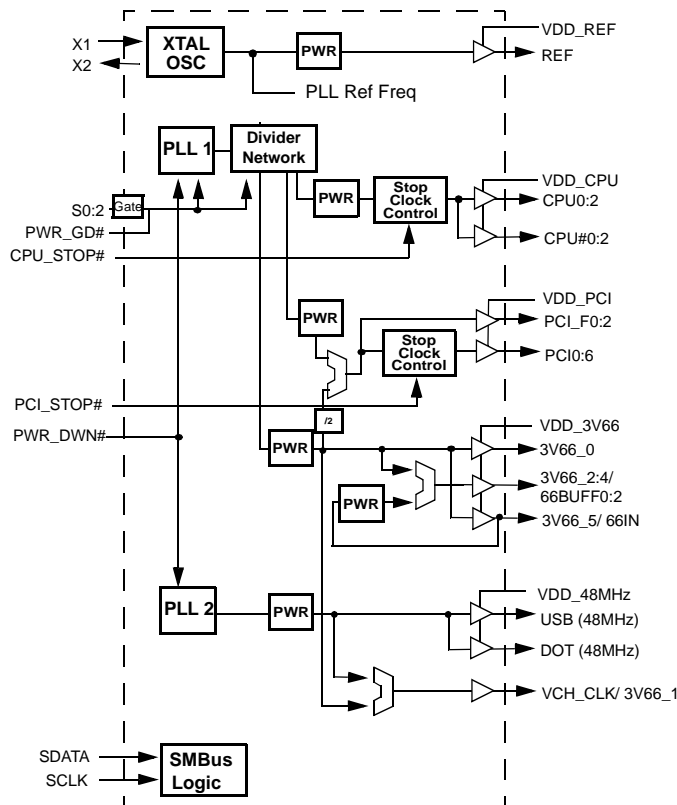 X1
X2
XTAL
OSC
PWR
VDD_REF
REF
PLL Ref Freq
PLL 1
Divider
Network
PWR
Stop
Clock
Control
VDD_CPU
CPU0:2
CPU#0:2
Gate
S0:2
PWR_GD#
CPU_STOP#
PWR
Stop
Clock
Control
VDD_PCI
PCI_F0:2
PCI0:6
PCI_STOP#
/2
PWR_DWN#
PWR
VDD_3V66
3V66_0
3V66_2:4/
66BUFF0:2
PWR
3V66_5/ 66IN
PLL 2
PWR
VDD_48MHz
USB (48MHz)
DOT (48MHz)
VCH_CLK/ 3V66_1
SDATA
SCLK
SMBus
Logic